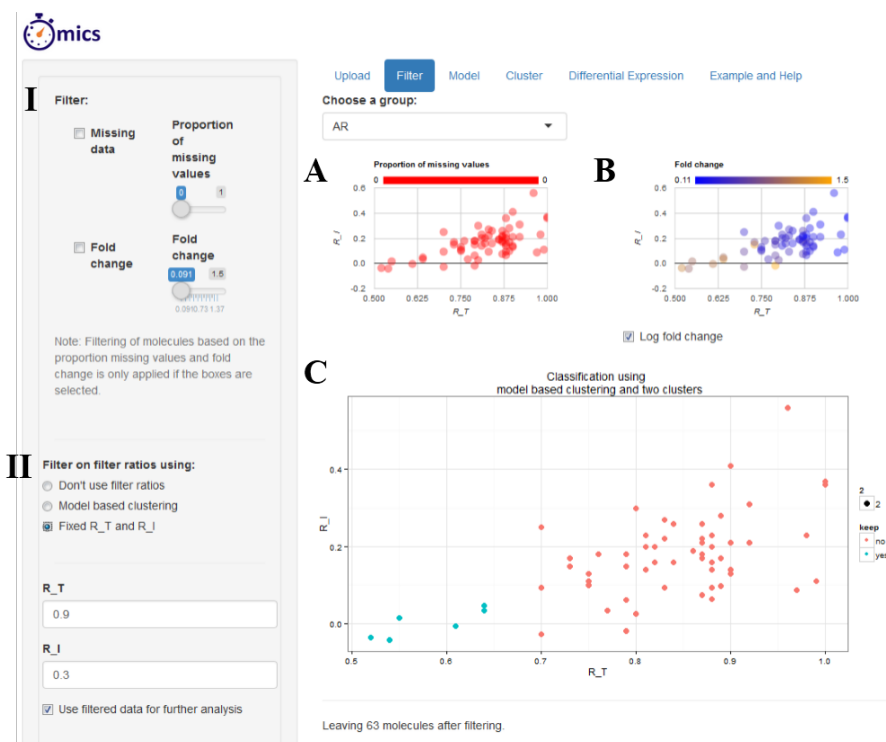 mics
Upload
Filter
Model
Cluster
Differential Expression
Example and Help
I
Filter:
Missing
data
Proportion
of
missing
values
0
1
Fold
change
Fold
change
0.091
1.5
0.0910.73 1.37
Note: Filtering of molecules based on the
proportion missing values and fold
change is only applied if the boxes are
selected.
II
Filter on filter ratios using:
Don't use filter ratios
Model based clustering
Fixed R_T and R_I
R_T
0.9
R_I
0.3
Use filtered data for further analysis
Choose a group:
AR
A
Proportion of missing values
0
0
0.6
0.4
0.2
0.0
-0.2
R_I
0.500
0.625
0.750
0.875
1.000
R_T
B
Fold change
0.11
1.5
0.6
0.4
0.2
0.0
-0.2
R_I
0.500
0.625
0.750
0.875
1.000
R_T
Log fold change
C
Classification using
model based clustering and two clusters
0.4
0.2
0.0
R_I
0.5
0.6
0.7
0.8
0.9
1.0
R_T
2
2
keep
no
yes
Leaving 63 molecules after filtering.